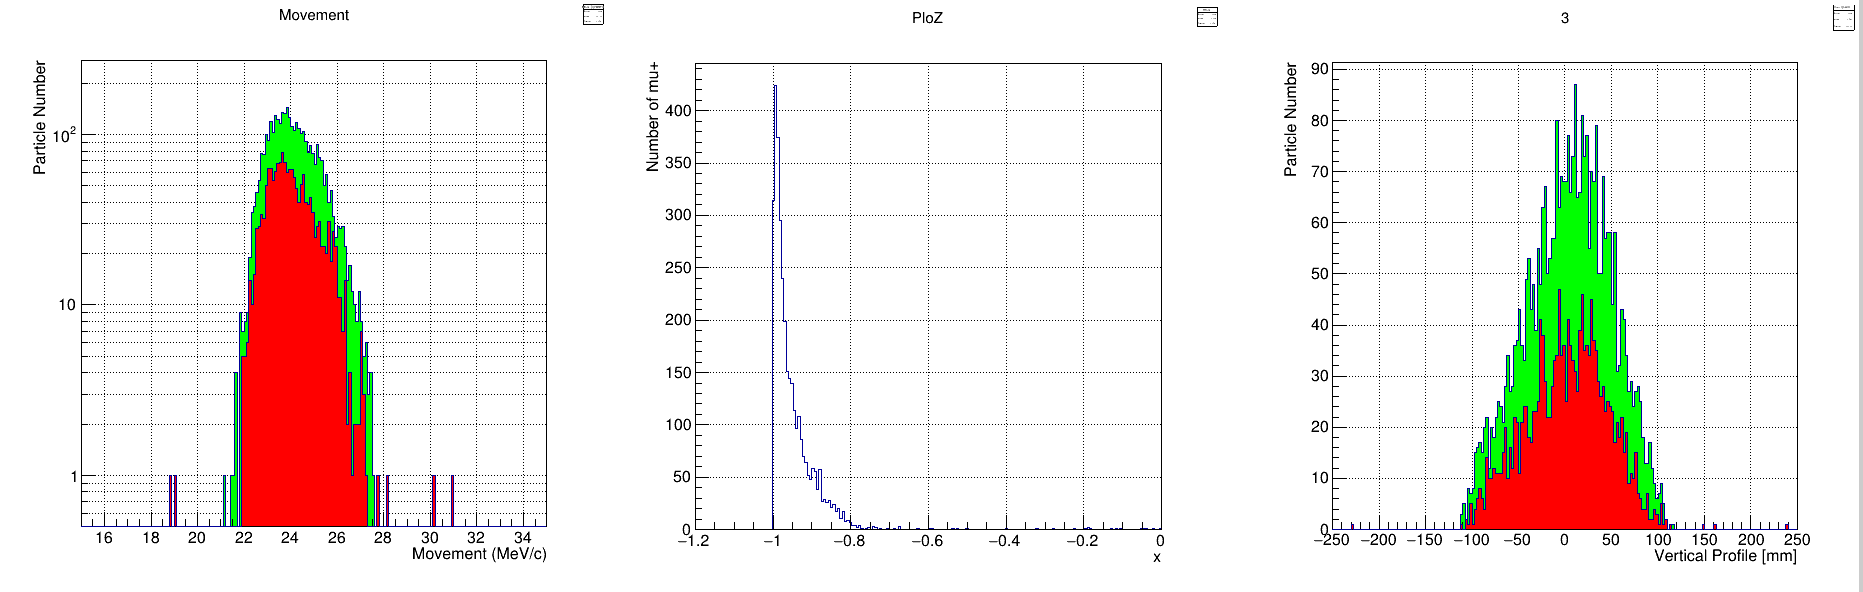 Movement
Particle Number
10²
10
1
16 18 20 22 24 26 28 30 32 34
Movement (MeV/c)
PloZ
Number of mu+
400
350
300
250
200
150
100
50
0
−1.2 −1 −0.8 −0.6 −0.4 −0.2 0
x
3
Particle Number
90
80
70
60
50
40
30
20
10
0
−250 −200 −150 −100 −50 0 50 100 150 200 250
Vertical Profile [mm]